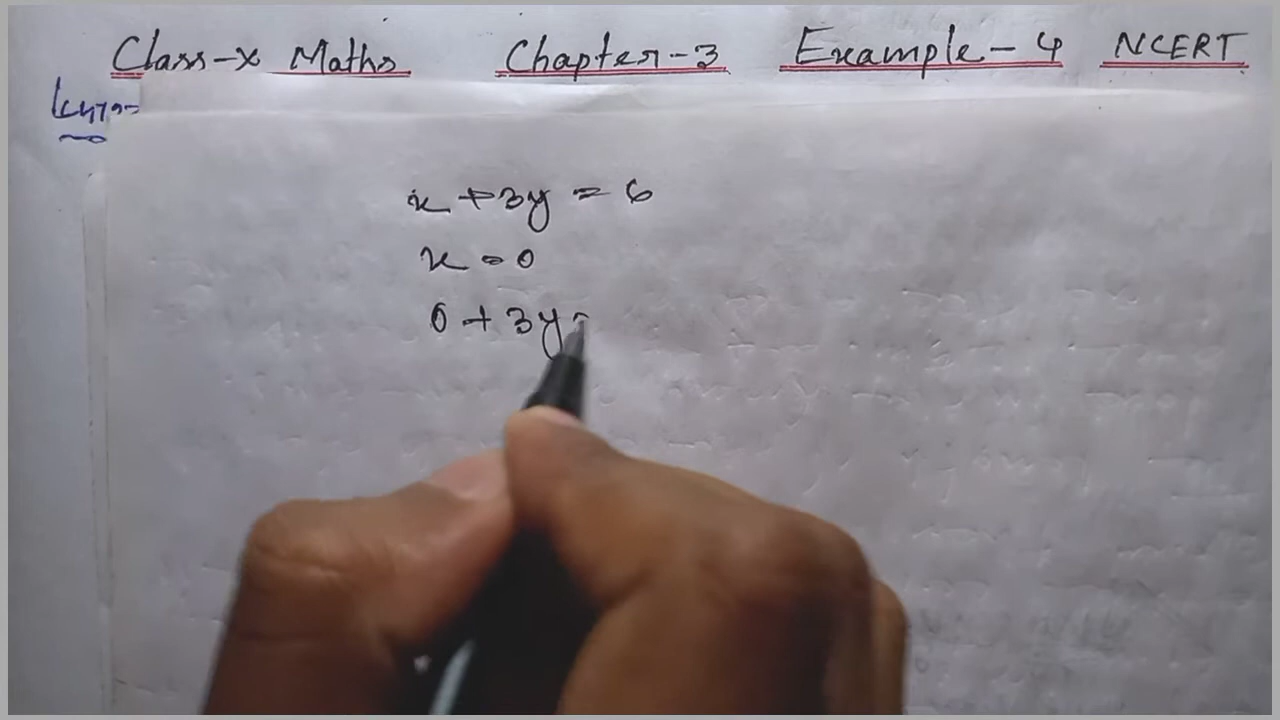 Class-x Maths Chapter-3 Example-4 NCERT
x + 3y = 6
x = 0
0 + 3y =